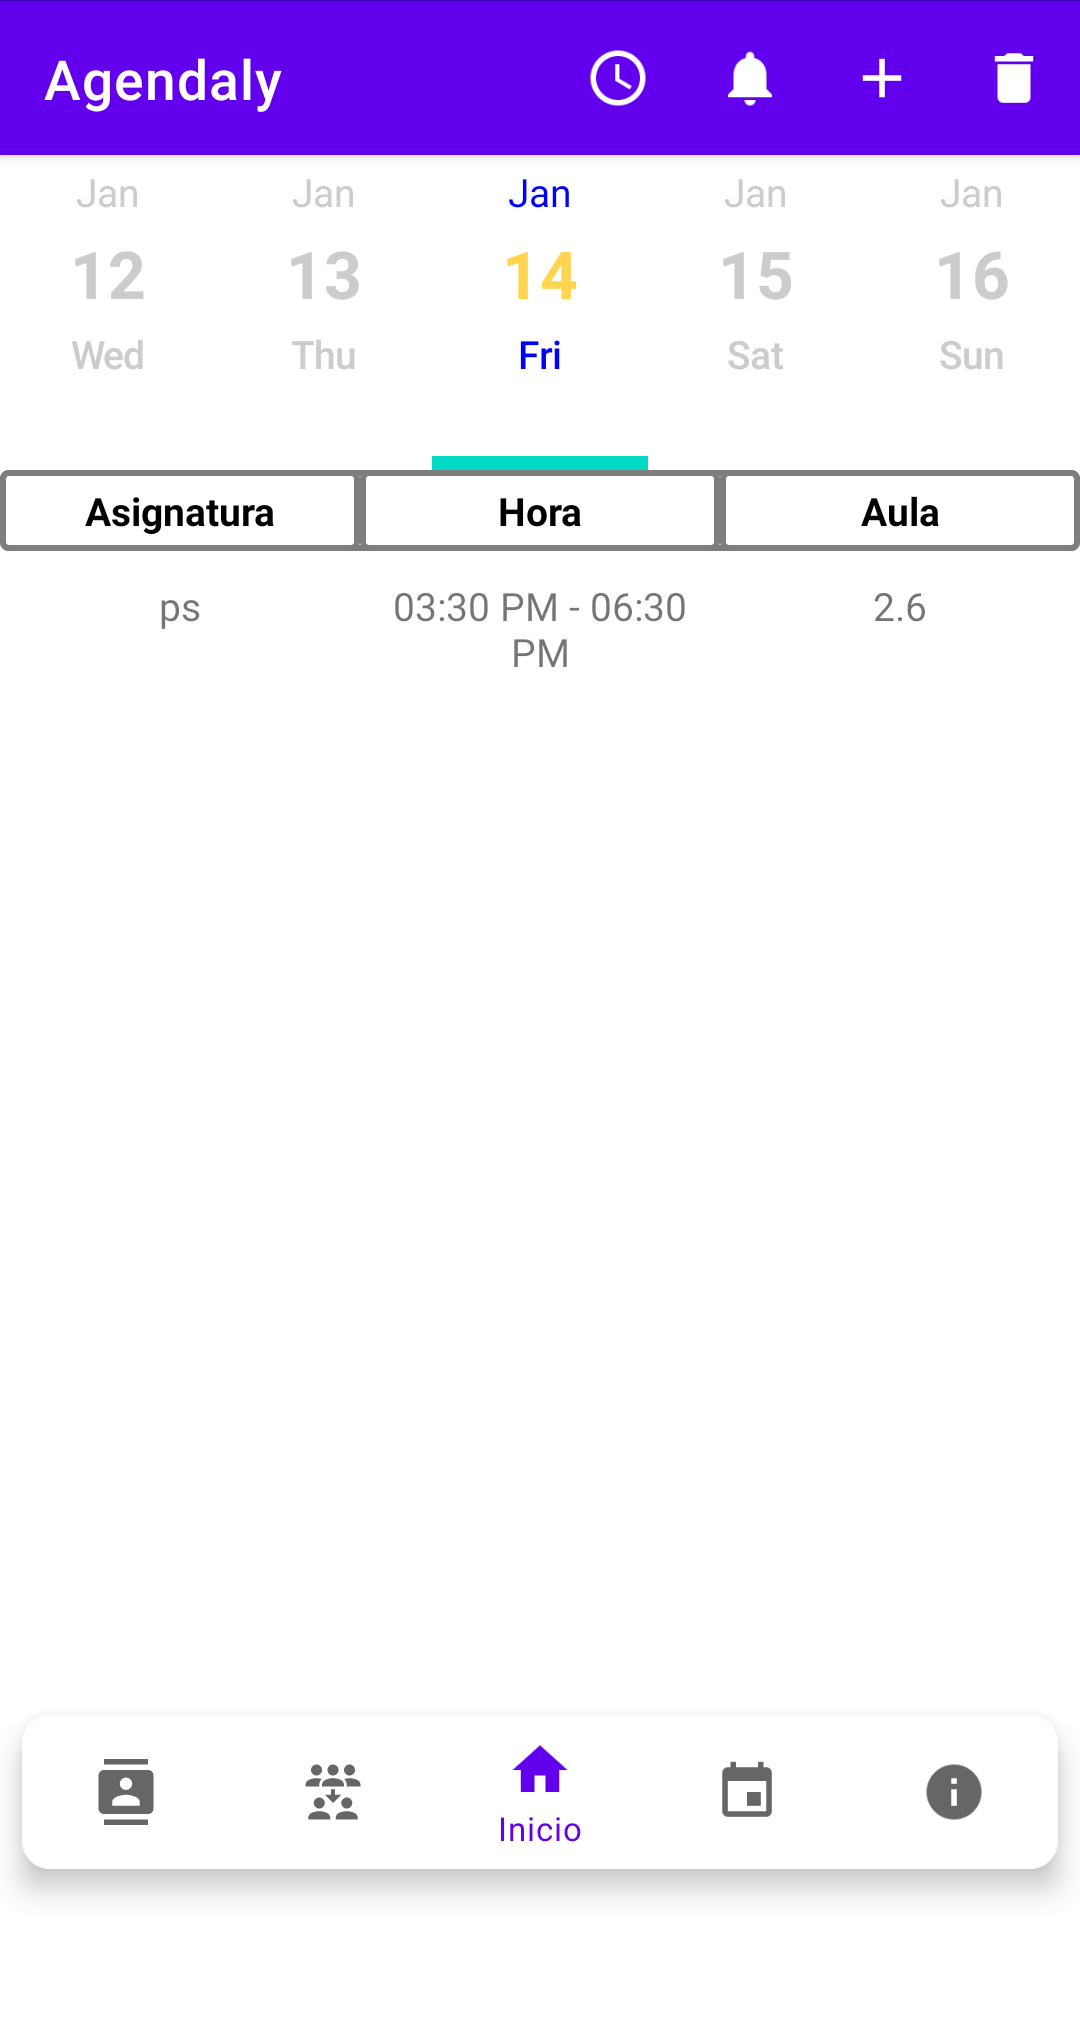 Agendaly
Jan Jan Jan Jan Jan
12 13 14 15 16
Wed Thu Fri Sat Sun
Asignatura Hora Aula
ps 03:30 PM - 06:30 2.6
PM
Inicio